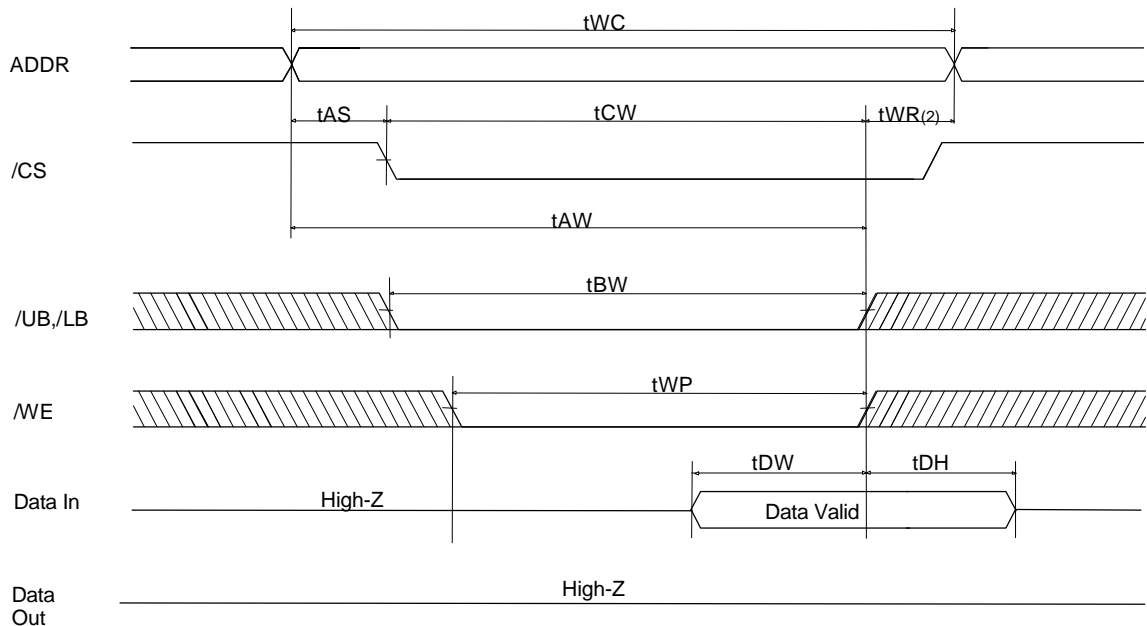 tWC
ADDR
tAS
tCW
tWR(2)
/CS
tAW
tBW
/UB,/LB
tWP
/WE
tDW
tDH
Data In
High-Z
Data Valid
High-Z
Data
Out